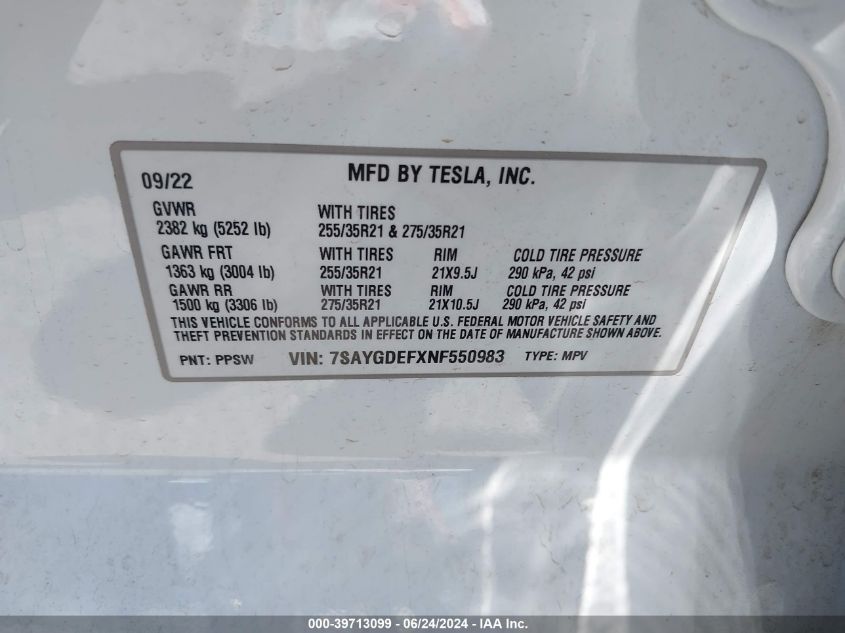 09/22 MFD BY TESLA, INC.
GVWR WITH TIRES
2382 kg (5252 lb) 255/35R21 & 275/35R21
GAWR FRT WITH TIRES RIM COLD TIRE PRESSURE
1363 kg (3004 lb) 255/35R21 21X9.5J 290 kPa, 42 psi
GAWR RR WITH TIRES RIM COLD TIRE PRESSURE
1500 kg (3306 lb) 275/35R21 21X10.5J 290 kPa, 42 psi
THIS VEHICLE CONFORMS TO ALL APPLICABLE U.S. FEDERAL MOTOR VEHICLE SAFETY AND
THEFT PREVENTION STANDARDS IN EFFECT ON THE DATE OF MANUFACTURE SHOWN ABOVE.
PNT: PPSW VIN: 7SAYGDEFXNF550983 TYPE: MPV
000-39713099 - 06/24/2024 - IAA Inc.